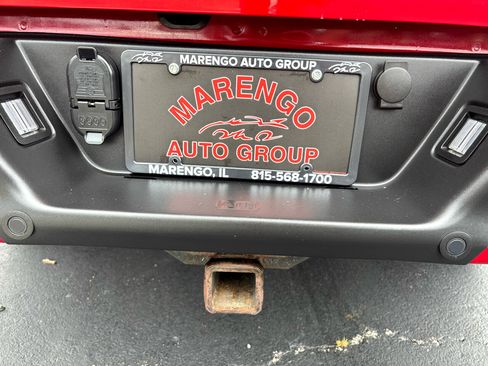 MARENGO AUTO GROUP
MARENGO
AUTO GROUP
MARENGO, IL 815-568-1700